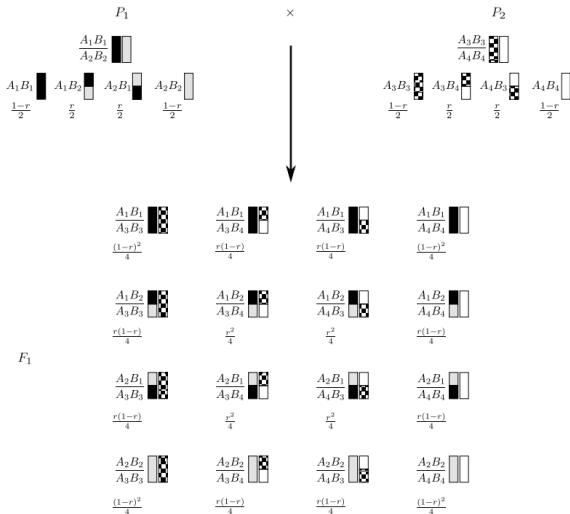 P₁ × P₂
A₁B₁/A₂B₂ A₃B₃/A₄B₄
A₁B₁ A₁B₂ A₂B₁ A₂B₂ A₃B₃ A₃B₄ A₄B₃ A₄B₄
(1−r)/2 r/2 r/2 (1−r)/2 (1−r)/2 r/2 r/2 (1−r)/2
A₁B₁/A₃B₃ A₁B₁/A₃B₄ A₁B₁/A₄B₃ A₁B₁/A₄B₄
(1−r)²/4 r(1−r)/4 r(1−r)/4 (1−r)²/4
A₁B₂/A₃B₃ A₁B₂/A₃B₄ A₁B₂/A₄B₃ A₁B₂/A₄B₄
r(1−r)/4 r²/4 r²/4 r(1−r)/4
F₁
A₂B₁/A₃B₃ A₂B₁/A₃B₄ A₂B₁/A₄B₃ A₂B₁/A₄B₄
r(1−r)/4 r²/4 r²/4 r(1−r)/4
A₂B₂/A₃B₃ A₂B₂/A₃B₄ A₂B₂/A₄B₃ A₂B₂/A₄B₄
(1−r)²/4 r(1−r)/4 r(1−r)/4 (1−r)²/4